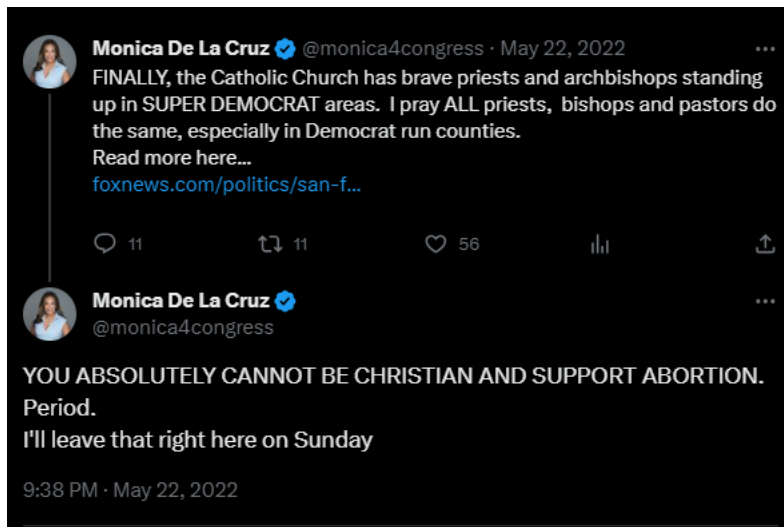 Monica De La Cruz @monica4congress · May 22, 2022
FINALLY, the Catholic Church has brave priests and archbishops standing
up in SUPER DEMOCRAT areas.  I pray ALL priests,  bishops and pastors do
the same, especially in Democrat run counties.
Read more here...
foxnews.com/politics/san-f...
11 11 56
Monica De La Cruz
@monica4congress
YOU ABSOLUTELY CANNOT BE CHRISTIAN AND SUPPORT ABORTION.
Period.
I'll leave that right here on Sunday
9:38 PM · May 22, 2022